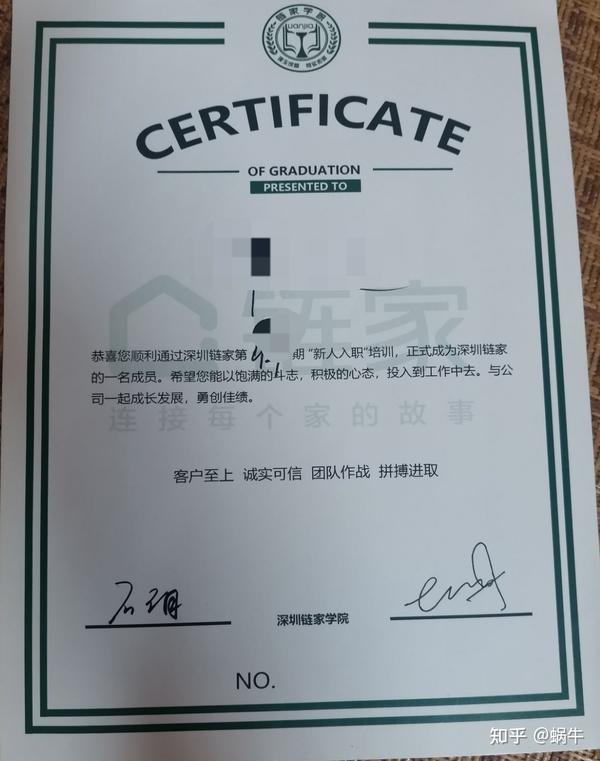 链家学院
LIANJIA
CERTIFICATE
OF GRADUATION
PRESENTED TO
链家
恭喜您顺利通过深圳链家第 期“新人入职”培训，正式成为深圳链家
的一名成员。希望您能以饱满的斗志，积极的心态，投入到工作中去。与公
司一起成长发展，勇创佳绩。
连接每个家的故事
客户至上 诚实可信 团队作战 拼搏进取
深圳链家学院
NO.
知乎 @蜗牛